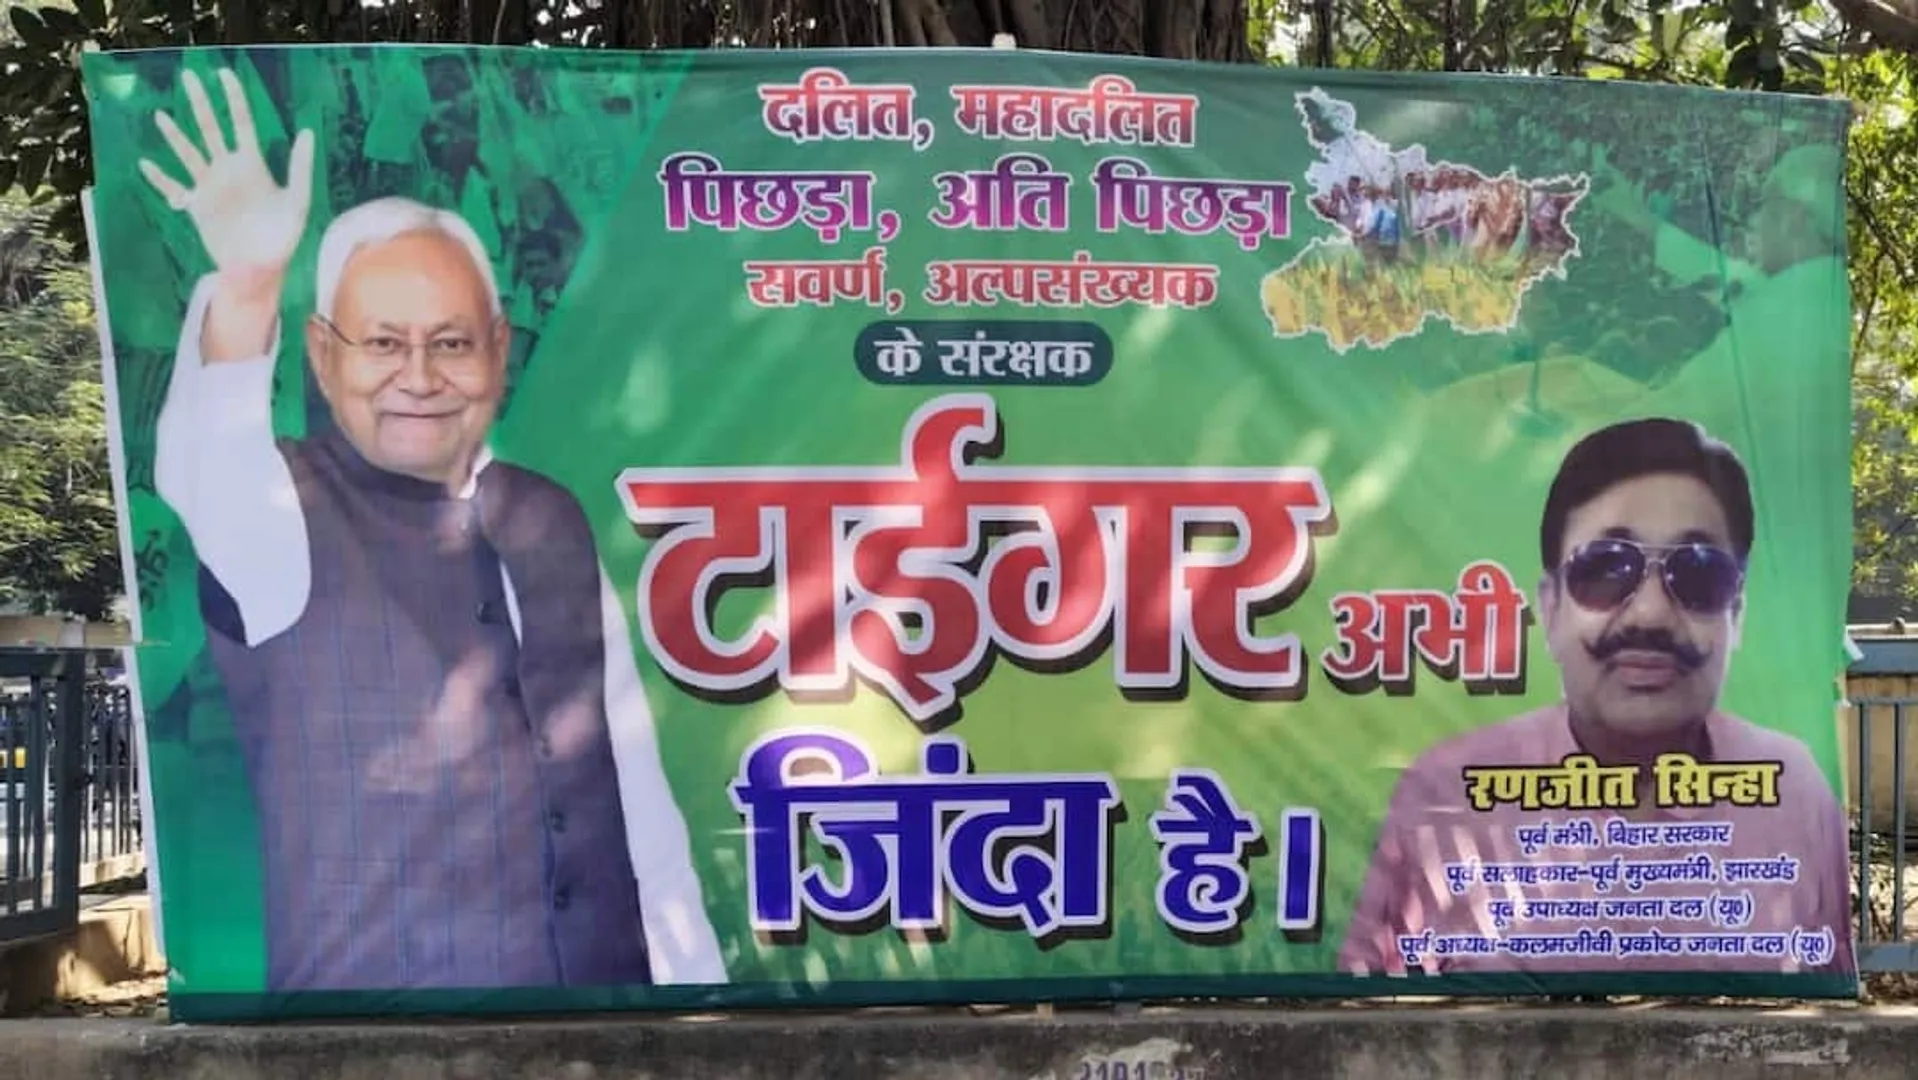 दलित, महादलित
पिछड़ा, अति पिछड़ा
सवर्ण, अल्पसंख्यक
के संरक्षक
टाईगर अभी
जिंदा है।
रणजीत सिन्हा
पूर्व मंत्री, बिहार सरकार
पूर्व सलाहकार-पूर्व मुख्यमंत्री, झारखंड
पूर्व उपाध्यक्ष जनता दल (यू०)
पूर्व अध्यक्ष-कलमजीवी प्रकोष्ठ जनता दल (यू०)